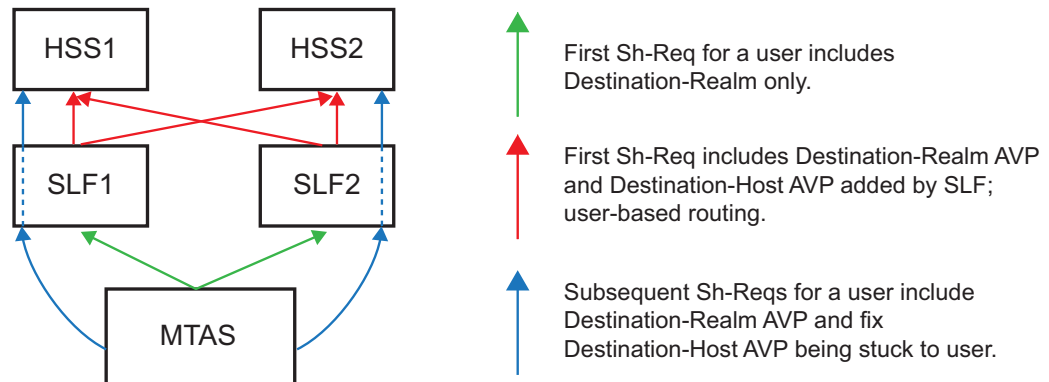 HSS1
HSS2
SLF1
SLF2
MTAS
First Sh-Req for a user includes
Destination-Realm only.
First Sh-Req includes Destination-Realm AVP
and Destination-Host AVP added by SLF;
user-based routing.
Subsequent Sh-Reqs for a user include
Destination-Realm AVP and fix
Destination-Host AVP being stuck to user.